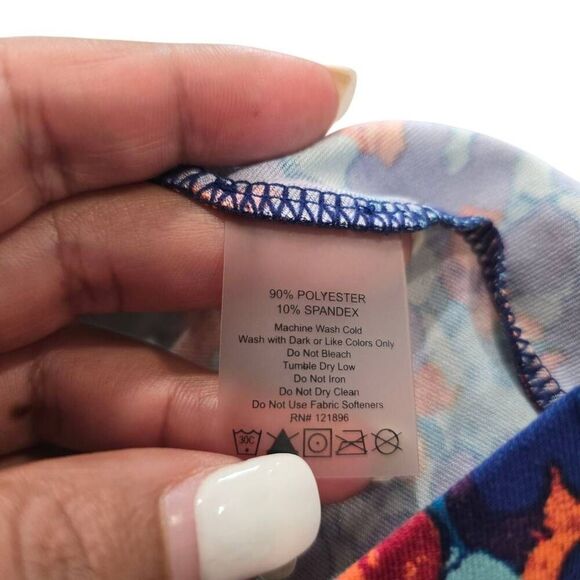 90% POLYESTER
10% SPANDEX
Machine Wash Cold
Wash with Dark or Like Colors Only
Do Not Bleach
Tumble Dry Low
Do Not Iron
Do Not Dry Clean
Do Not Use Fabric Softeners
RN# 121896
30C